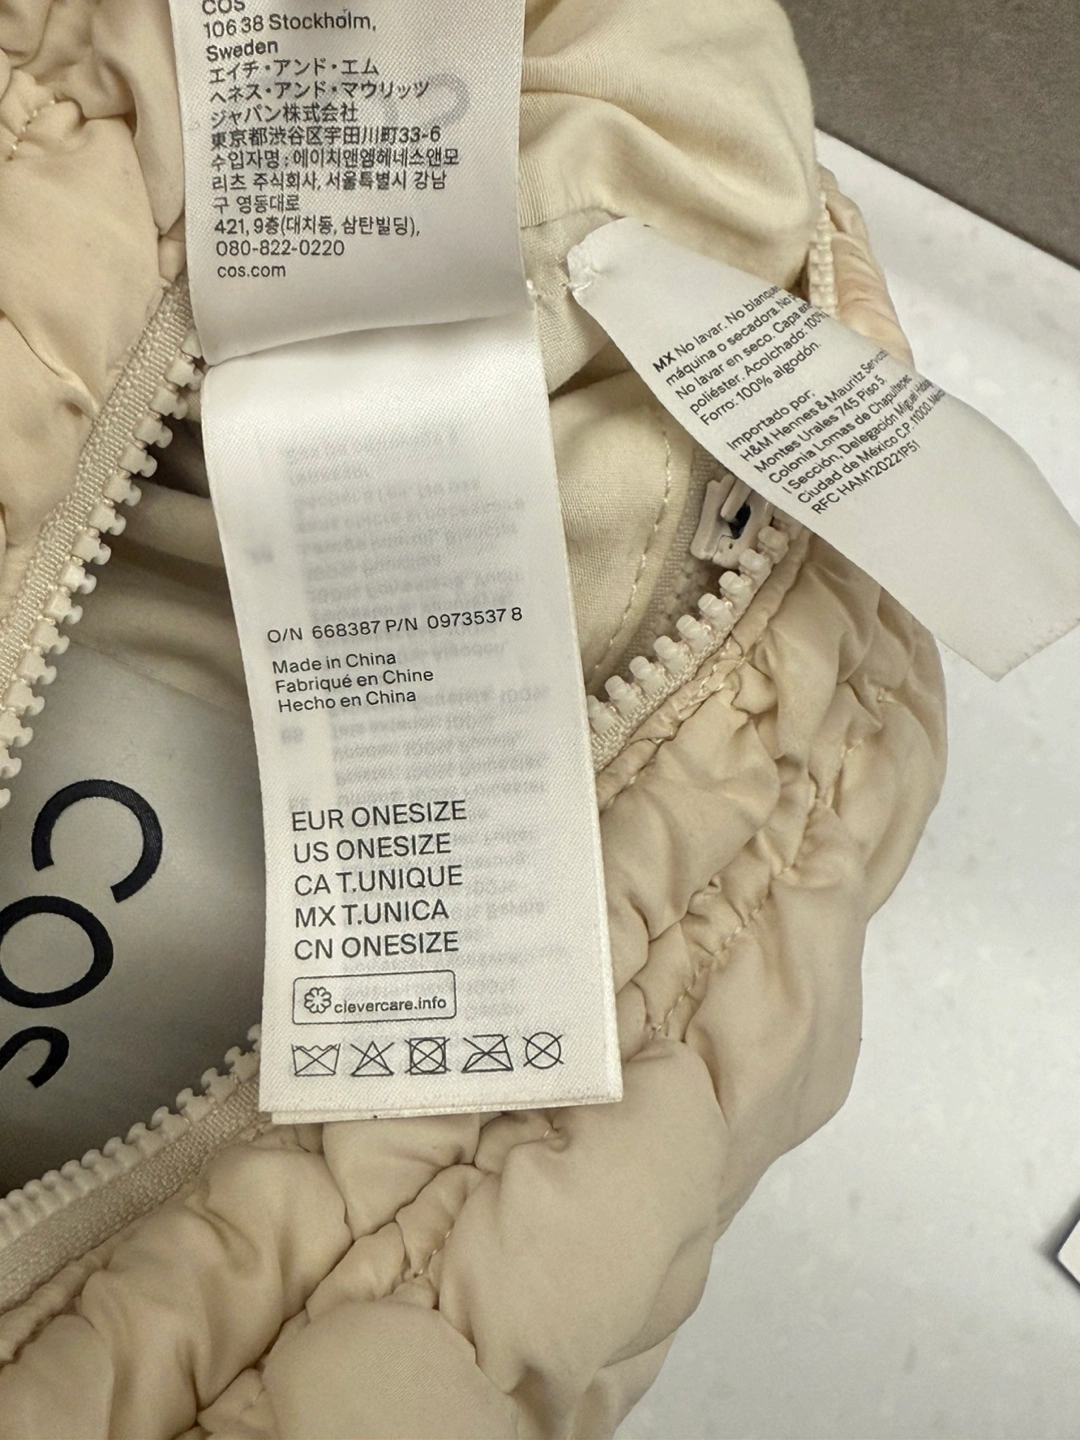 COS
106 38 Stockholm,
Sweden
エイチ・アンド・エム
ヘネス・アンド・マウリッツ
ジャパン株式会社
東京都渋谷区宇田川町33-6
수입자명 : 에이치앤엠헤네스앤모
리츠 주식회사, 서울특별시 강남
구 영동대로
421, 9층(대치동, 삼탄빌딩),
080-822-0220
cos.com
MX No lavar. No
máquina o secadora. No
No lavar en seco. Capa
poliéster. Acolchado: 100%
Forro: 100% algodón.
Importado por:
H&M Hennes & Mauritz
Montes Urales 745 Piso 5.
Colonia Lomas de Chapultepec
I Sección, Delegación Miguel
Ciudad de México CP. 11000.
RFC HAM120221P51
O/N 668387 P/N 0973537 8
Made in China
Fabriqué en Chine
Hecho en China
EUR ONESIZE
US ONESIZE
CA T.UNIQUE
MX T.UNICA
CN ONESIZE
clevercare.info
COS